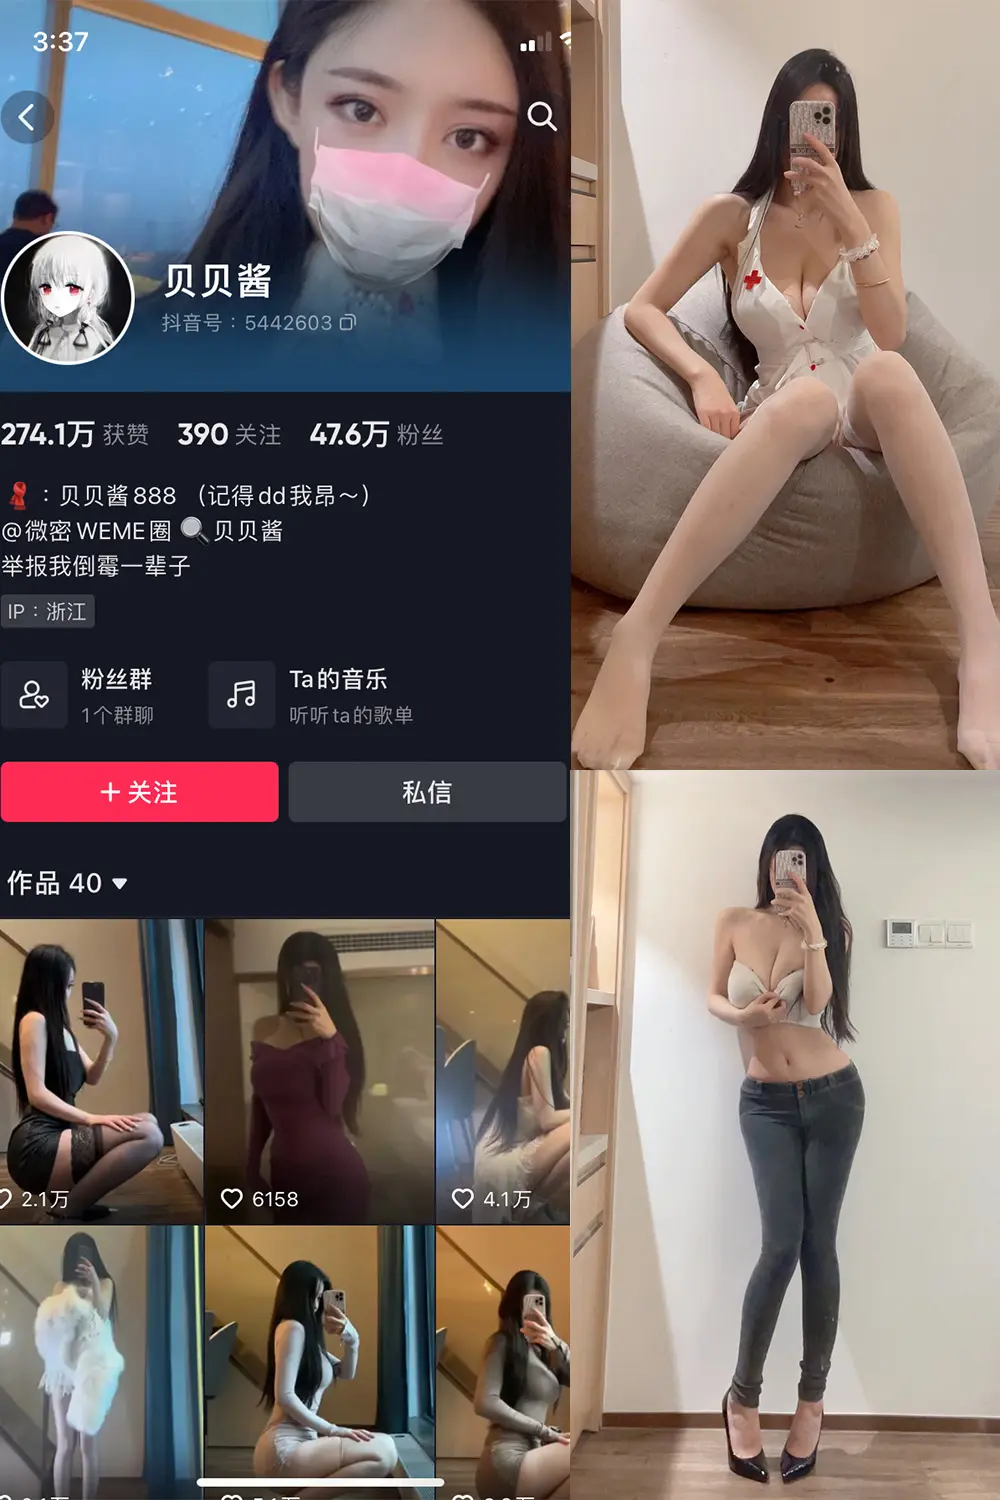 3:37
贝贝酱
抖音号：5442603
274.1万 获赞 390 关注 47.6万 粉丝
：贝贝酱888 （记得dd我昂～）
@微密WEME圈 贝贝酱
举报我倒霉一辈子
IP：浙江
粉丝群
1个群聊
Ta的音乐
听听ta的歌单
+关注
私信
作品 40
2.1万
6158
4.1万